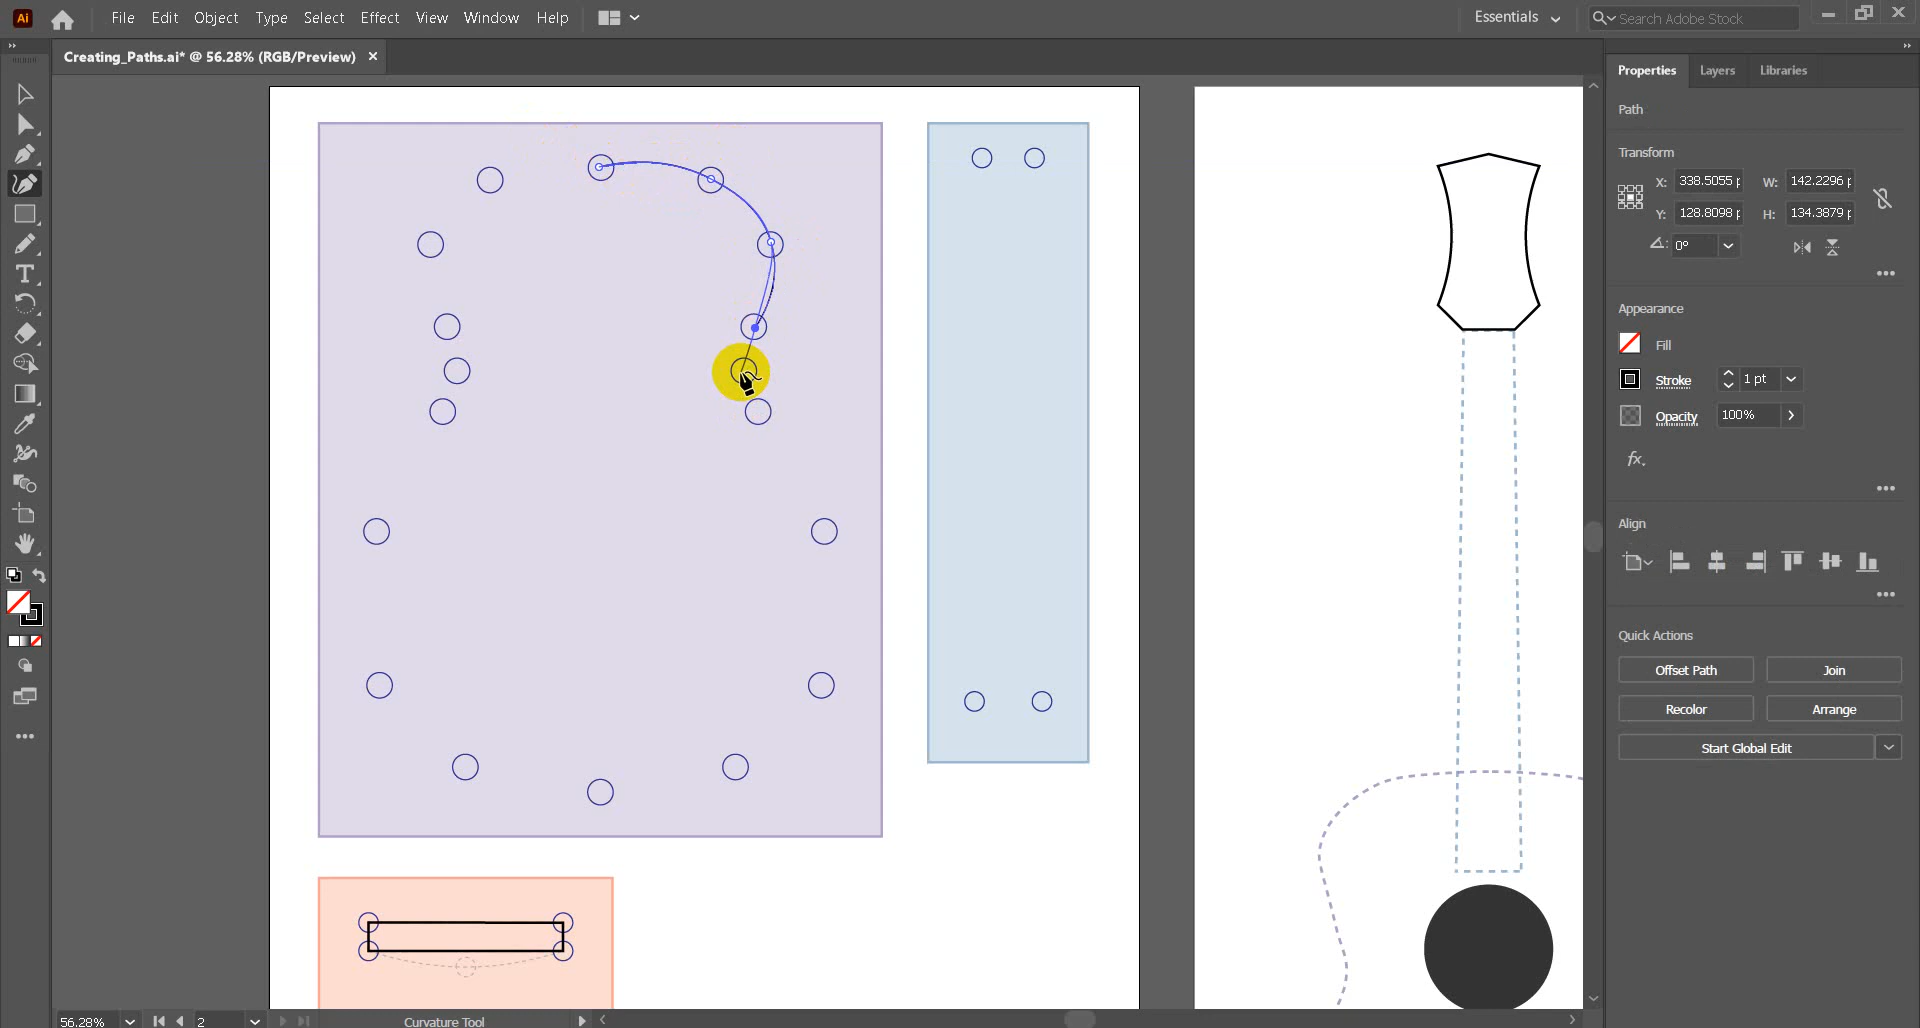 Ai File Edit Object Type Select Effect View Window Help Essentials Search Adobe Stock
Creating_Paths.ai* @ 56.28% (RGB/Preview) ×
Properties Layers Libraries
Path
Transform
X: 338.5055 p W: 142.2296 p
Y: 128.8098 p H: 134.3879 p
0°
Appearance
Fill
Stroke 1 pt
Opacity 100%
fx.
Align
Quick Actions
Offset Path Join
Recolor Arrange
Start Global Edit
56.28% 2 Curvature Tool